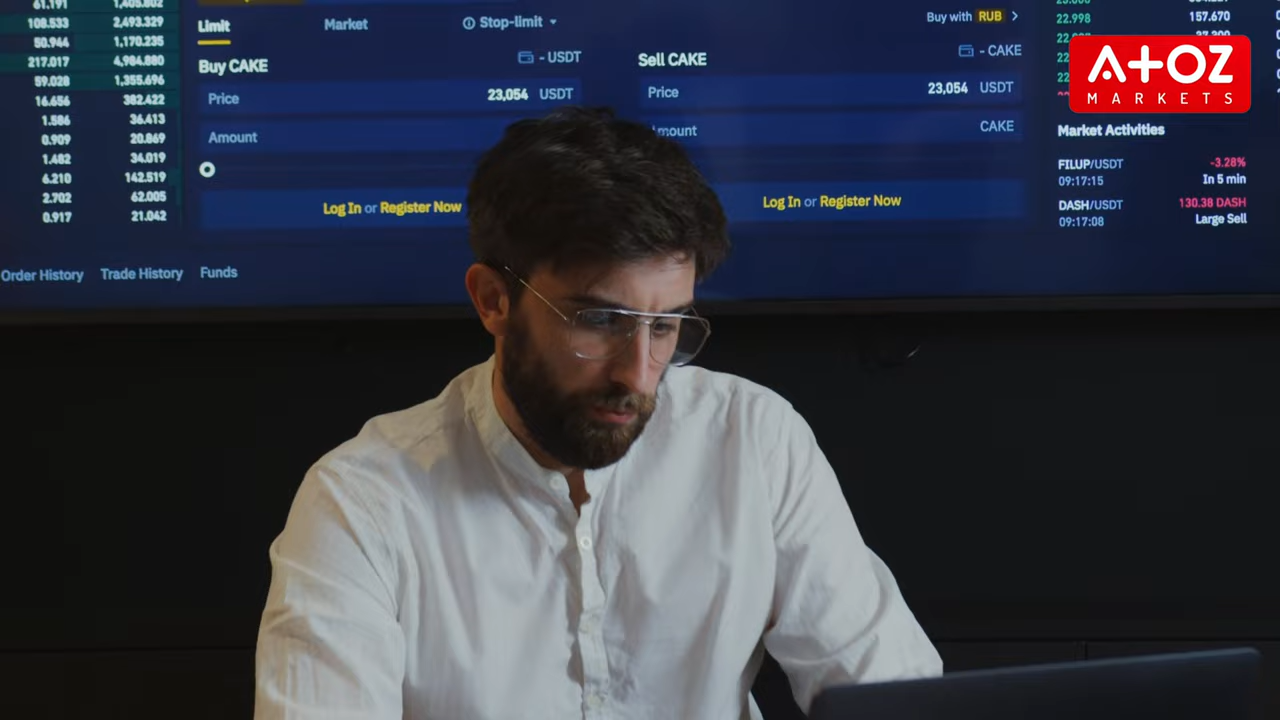 61.191 1,405.802
108.533 2,493.329
50.944 1,170.235
217.017 4,984.880
59.028 1,355.696
16.656 382.422
1.586 36.413
0.909 20.869
1.482 34.019
6.210 142.519
2.702 62.005
0.917 21.042
Order History Trade History Funds
Limit Market Stop-limit
Buy CAKE - USDT
Price 23,054 USDT
Amount
Log In or Register Now
Buy with RUB
Sell CAKE - CAKE
Price 23,054 USDT
mount CAKE
Log In or Register Now
22.998 157.670
A+OZ
MARKETS
Market Activities
FILUP/USDT -3.28%
09:17:15 In 5 min
DASH/USDT 130.38 DASH
09:17:08 Large Sell